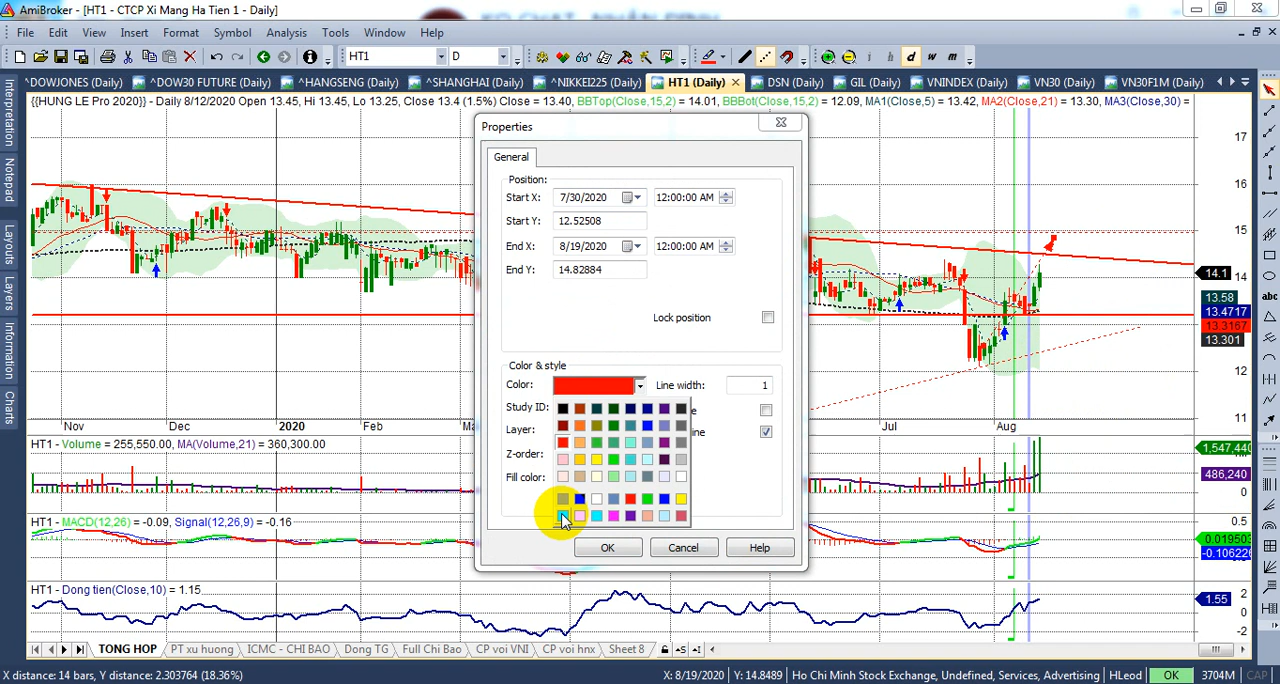 AmiBroker - [HT1 - CTCP Xi Mang Ha Tien 1 - Daily]
File Edit View Insert Format Symbol Analysis Tools Window Help
HT1 D
^DOWJONES (Daily) ^DOW30 FUTURE (Daily) ^HANGSENG (Daily) ^SHANGHAI (Daily) ^NIKKEI225 (Daily) HT1 (Daily) DSN (Daily) GIL (Daily) VNINDEX (Daily) VN30 (Daily) VN30F1M (Daily)
{{HUNG LE Pro 2020}} - Daily 8/12/2020 Open 13.45, Hi 13.45, Lo 13.25, Close 13.4 (1.5%) Close = 13.40, BBTop(Close,15,2) = 14.01, BBBot(Close,15,2) = 12.09, MA1(Close,5) = 13.42, MA2(Close,21) = 13.30, MA3(Close,30) =
Interpretation
Notepad
Layouts
Layers
Information
Charts
Properties
General
Position:
Start X: 7/30/2020 12:00:00 AM
Start Y: 12.52508
End X: 8/19/2020 12:00:00 AM
End Y: 14.82884
Lock position
Color & style
Color: Line width: 1
Study ID:
Layer:
Z-order:
Fill color:
OK Cancel Help
17
16
15
14.1
14
13.58
13.4717
13.3167
13.301
12
11
Nov Dec 2020 Feb Jul Aug
HT1 - Volume = 255,550.00, MA(Volume,21) = 360,300.00
1,547,440
486,240
0
HT1 - MACD(12,26) = -0.09, Signal(12,26,9) = -0.16
0.5
0.019503
-0.106226
HT1 - Dong tien(Close,10) = 1.15
2
1.55
0
-2
TONG HOP PT xu huong ICMC - CHI BAO Dong TG Full Chi Bao CP voi VNI CP voi hnx Sheet 8
X distance: 14 bars, Y distance: 2.303764 (18.36%) X: 8/19/2020 Y: 14.8489 Ho Chi Minh Stock Exchange, Undefined, Services, Advertising HLeod OK 3704M CAP